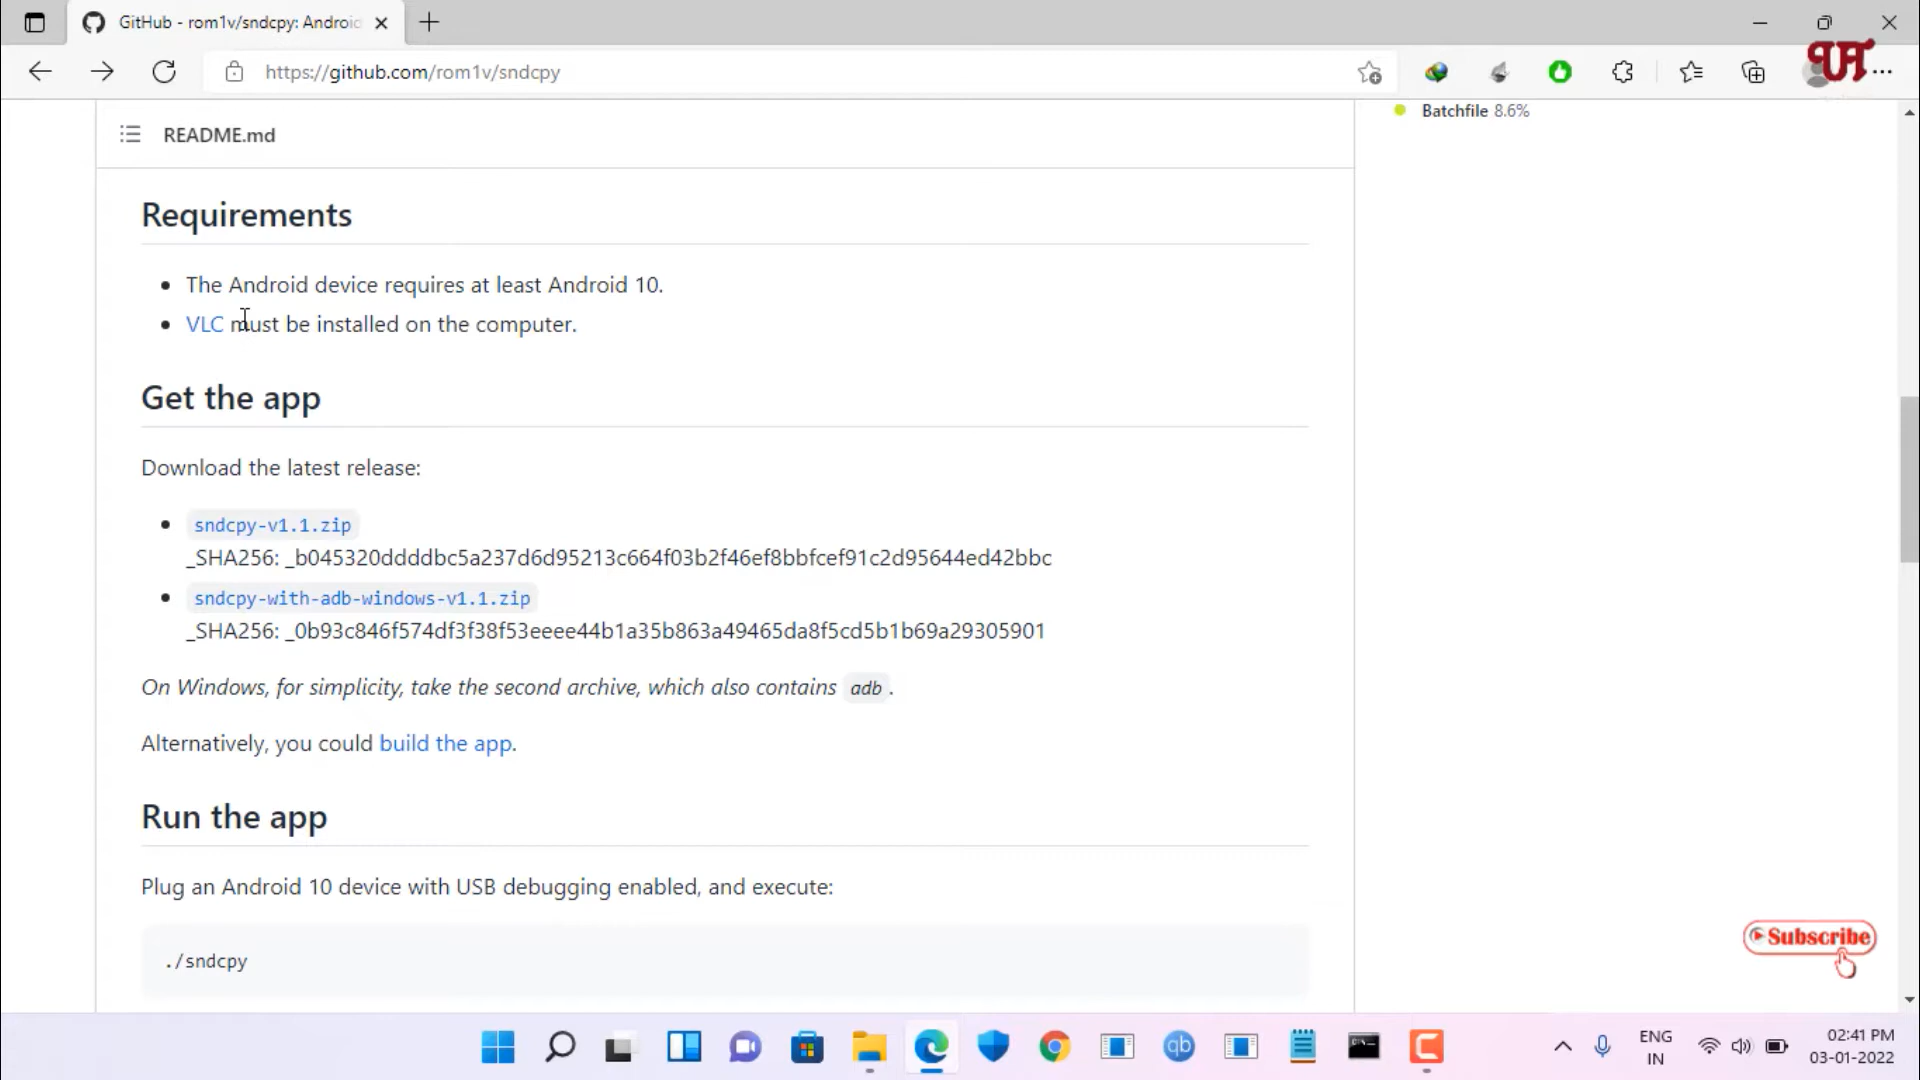 GitHub - rom1v/sndcpy: Androi
https://github.com/rom1v/sndcpy
UT
Batchfile 8.6%
README.md
Requirements
The Android device requires at least Android 10.
VLC must be installed on the computer.
Get the app
Download the latest release:
sndcpy-v1.1.zip
_SHA256: _b045320ddddbc5a237d6d95213c664f03b2f46ef8bbfcef91c2d95644ed42bbc
sndcpy-with-adb-windows-v1.1.zip
_SHA256: _0b93c846f574df3f38f53eeee44b1a35b863a49465da8f5cd5b1b69a29305901
On Windows, for simplicity, take the second archive, which also contains adb .
Alternatively, you could build the app.
Run the app
Plug an Android 10 device with USB debugging enabled, and execute:
./sndcpy
Subscribe
qb
ENG
IN
02:41 PM
03-01-2022